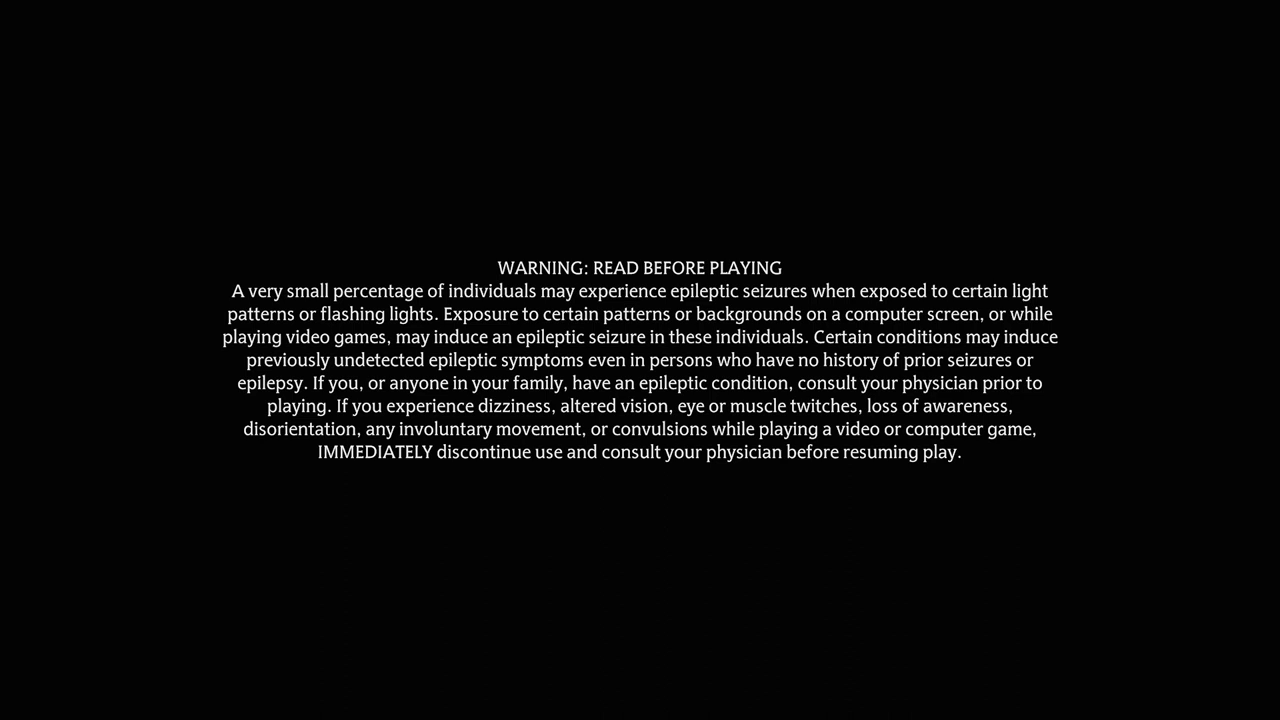 WARNING: READ BEFORE PLAYING
A very small percentage of individuals may experience epileptic seizures when exposed to certain light
patterns or flashing lights. Exposure to certain patterns or backgrounds on a computer screen, or while
playing video games, may induce an epileptic seizure in these individuals. Certain conditions may induce
previously undetected epileptic symptoms even in persons who have no history of prior seizures or
epilepsy. If you, or anyone in your family, have an epileptic condition, consult your physician prior to
playing. If you experience dizziness, altered vision, eye or muscle twitches, loss of awareness,
disorientation, any involuntary movement, or convulsions while playing a video or computer game,
IMMEDIATELY discontinue use and consult your physician before resuming play.